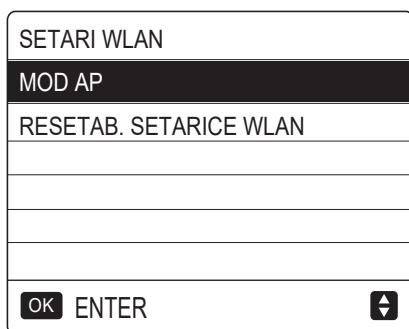 SETARI WLAN
MOD AP
RESETAB. SETARICE WLAN
OK ENTER